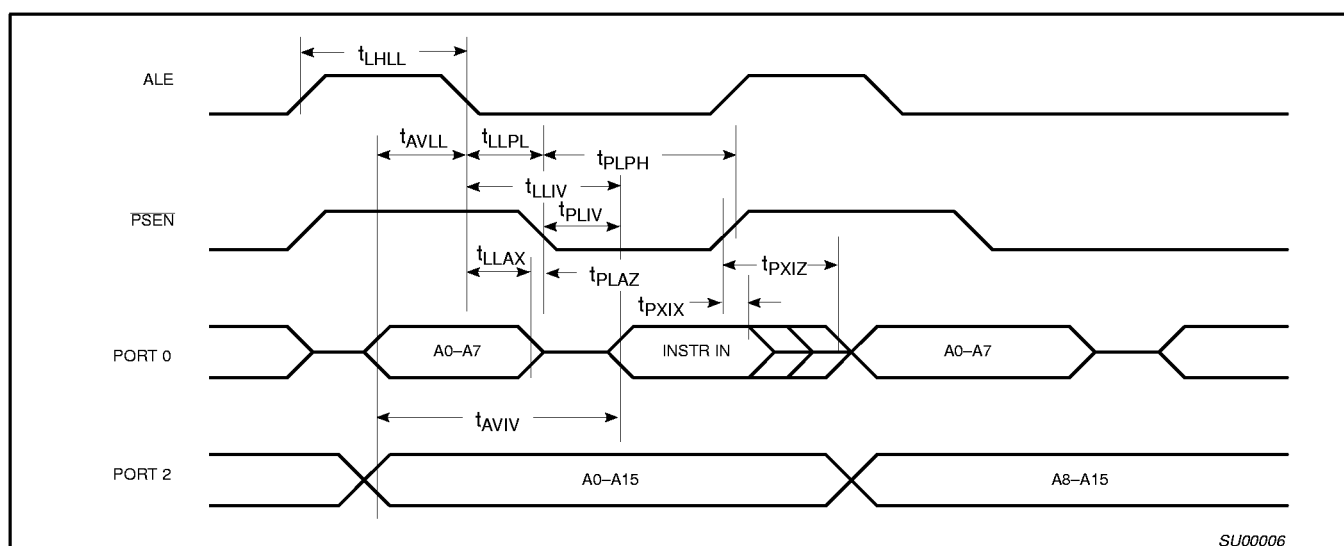 tLHLL
ALE
tAVLL
tLLPL
tPLPH
tLLIV
PSEN
tPLIV
tLLAX
tPLAZ
tPXIZ
tPXIX
PORT 0
A0–A7
INSTR IN
A0–A7
tAVIV
PORT 2
A0–A15
A8–A15
SU00006